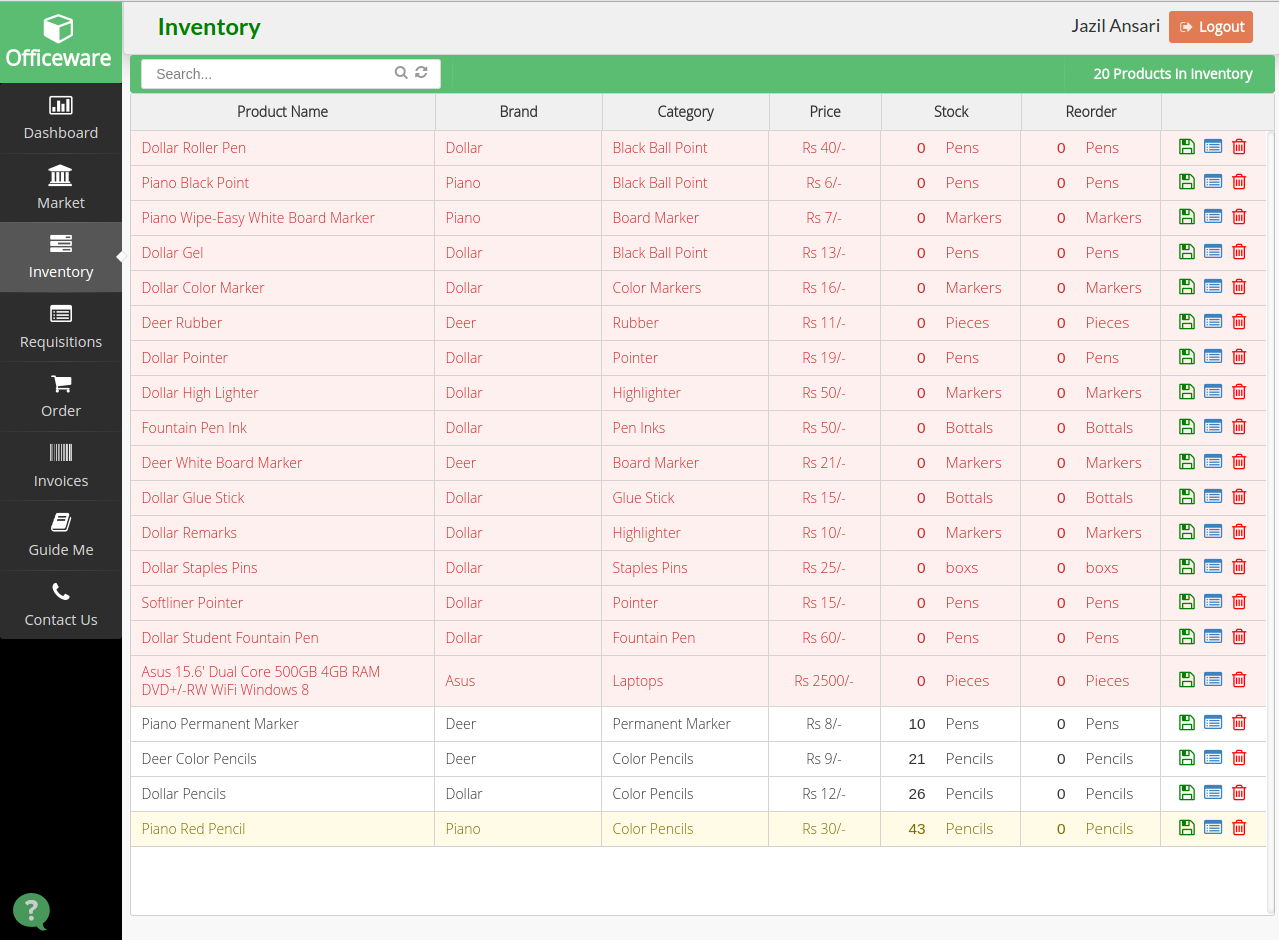 Officeware
Inventory
Jazil Ansari
Logout
Search...
20 Products In Inventory
Dashboard
Market
Inventory
Requisitions
Order
Invoices
Guide Me
Contact Us
?
Product Name Brand Category Price Stock Reorder
Dollar Roller Pen Dollar Black Ball Point Rs 40/- 0 Pens 0 Pens
Piano Black Point Piano Black Ball Point Rs 6/- 0 Pens 0 Pens
Piano Wipe-Easy White Board Marker Piano Board Marker Rs 7/- 0 Markers 0 Markers
Dollar Gel Dollar Black Ball Point Rs 13/- 0 Pens 0 Pens
Dollar Color Marker Dollar Color Markers Rs 16/- 0 Markers 0 Markers
Deer Rubber Deer Rubber Rs 11/- 0 Pieces 0 Pieces
Dollar Pointer Dollar Pointer Rs 19/- 0 Pens 0 Pens
Dollar High Lighter Dollar Highlighter Rs 50/- 0 Markers 0 Markers
Fountain Pen Ink Dollar Pen Inks Rs 50/- 0 Bottals 0 Bottals
Deer White Board Marker Deer Board Marker Rs 21/- 0 Markers 0 Markers
Dollar Glue Stick Dollar Glue Stick Rs 15/- 0 Bottals 0 Bottals
Dollar Remarks Dollar Highlighter Rs 10/- 0 Markers 0 Markers
Dollar Staples Pins Dollar Staples Pins Rs 25/- 0 boxs 0 boxs
Softliner Pointer Dollar Pointer Rs 15/- 0 Pens 0 Pens
Dollar Student Fountain Pen Dollar Fountain Pen Rs 60/- 0 Pens 0 Pens
Asus 15.6' Dual Core 500GB 4GB RAM
DVD+/-RW WiFi Windows 8 Asus Laptops Rs 2500/- 0 Pieces 0 Pieces
Piano Permanent Marker Deer Permanent Marker Rs 8/- 10 Pens 0 Pens
Deer Color Pencils Deer Color Pencils Rs 9/- 21 Pencils 0 Pencils
Dollar Pencils Dollar Color Pencils Rs 12/- 26 Pencils 0 Pencils
Piano Red Pencil Piano Color Pencils Rs 30/- 43 Pencils 0 Pencils